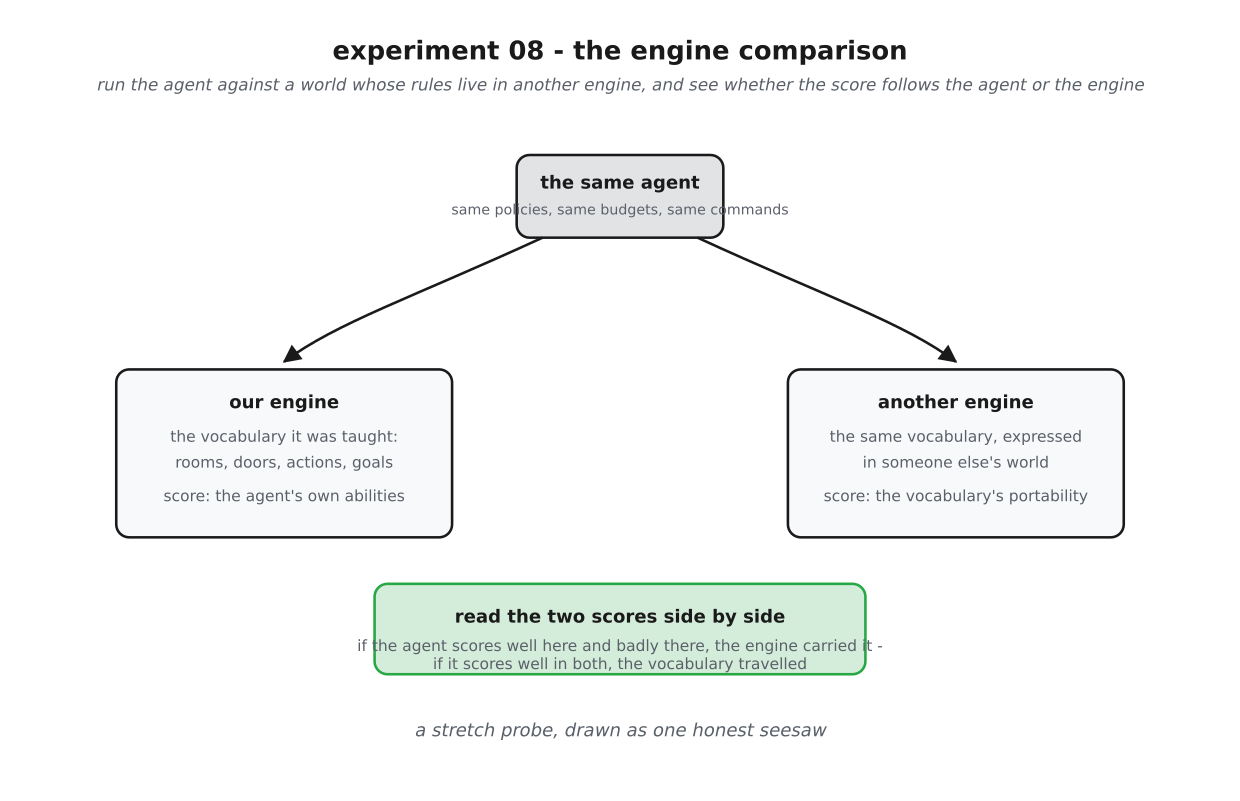 experiment 08 - the engine comparison
run the agent against a world whose rules live in another engine, and see whether the score follows the agent or the engine
the same agent
same policies, same budgets, same commands
our engine
the vocabulary it was taught:
rooms, doors, actions, goals
score: the agent's own abilities
another engine
the same vocabulary, expressed
in someone else's world
score: the vocabulary's portability
read the two scores side by side
if the agent scores well here and badly there, the engine carried it -
if it scores well in both, the vocabulary travelled
a stretch probe, drawn as one honest seesaw